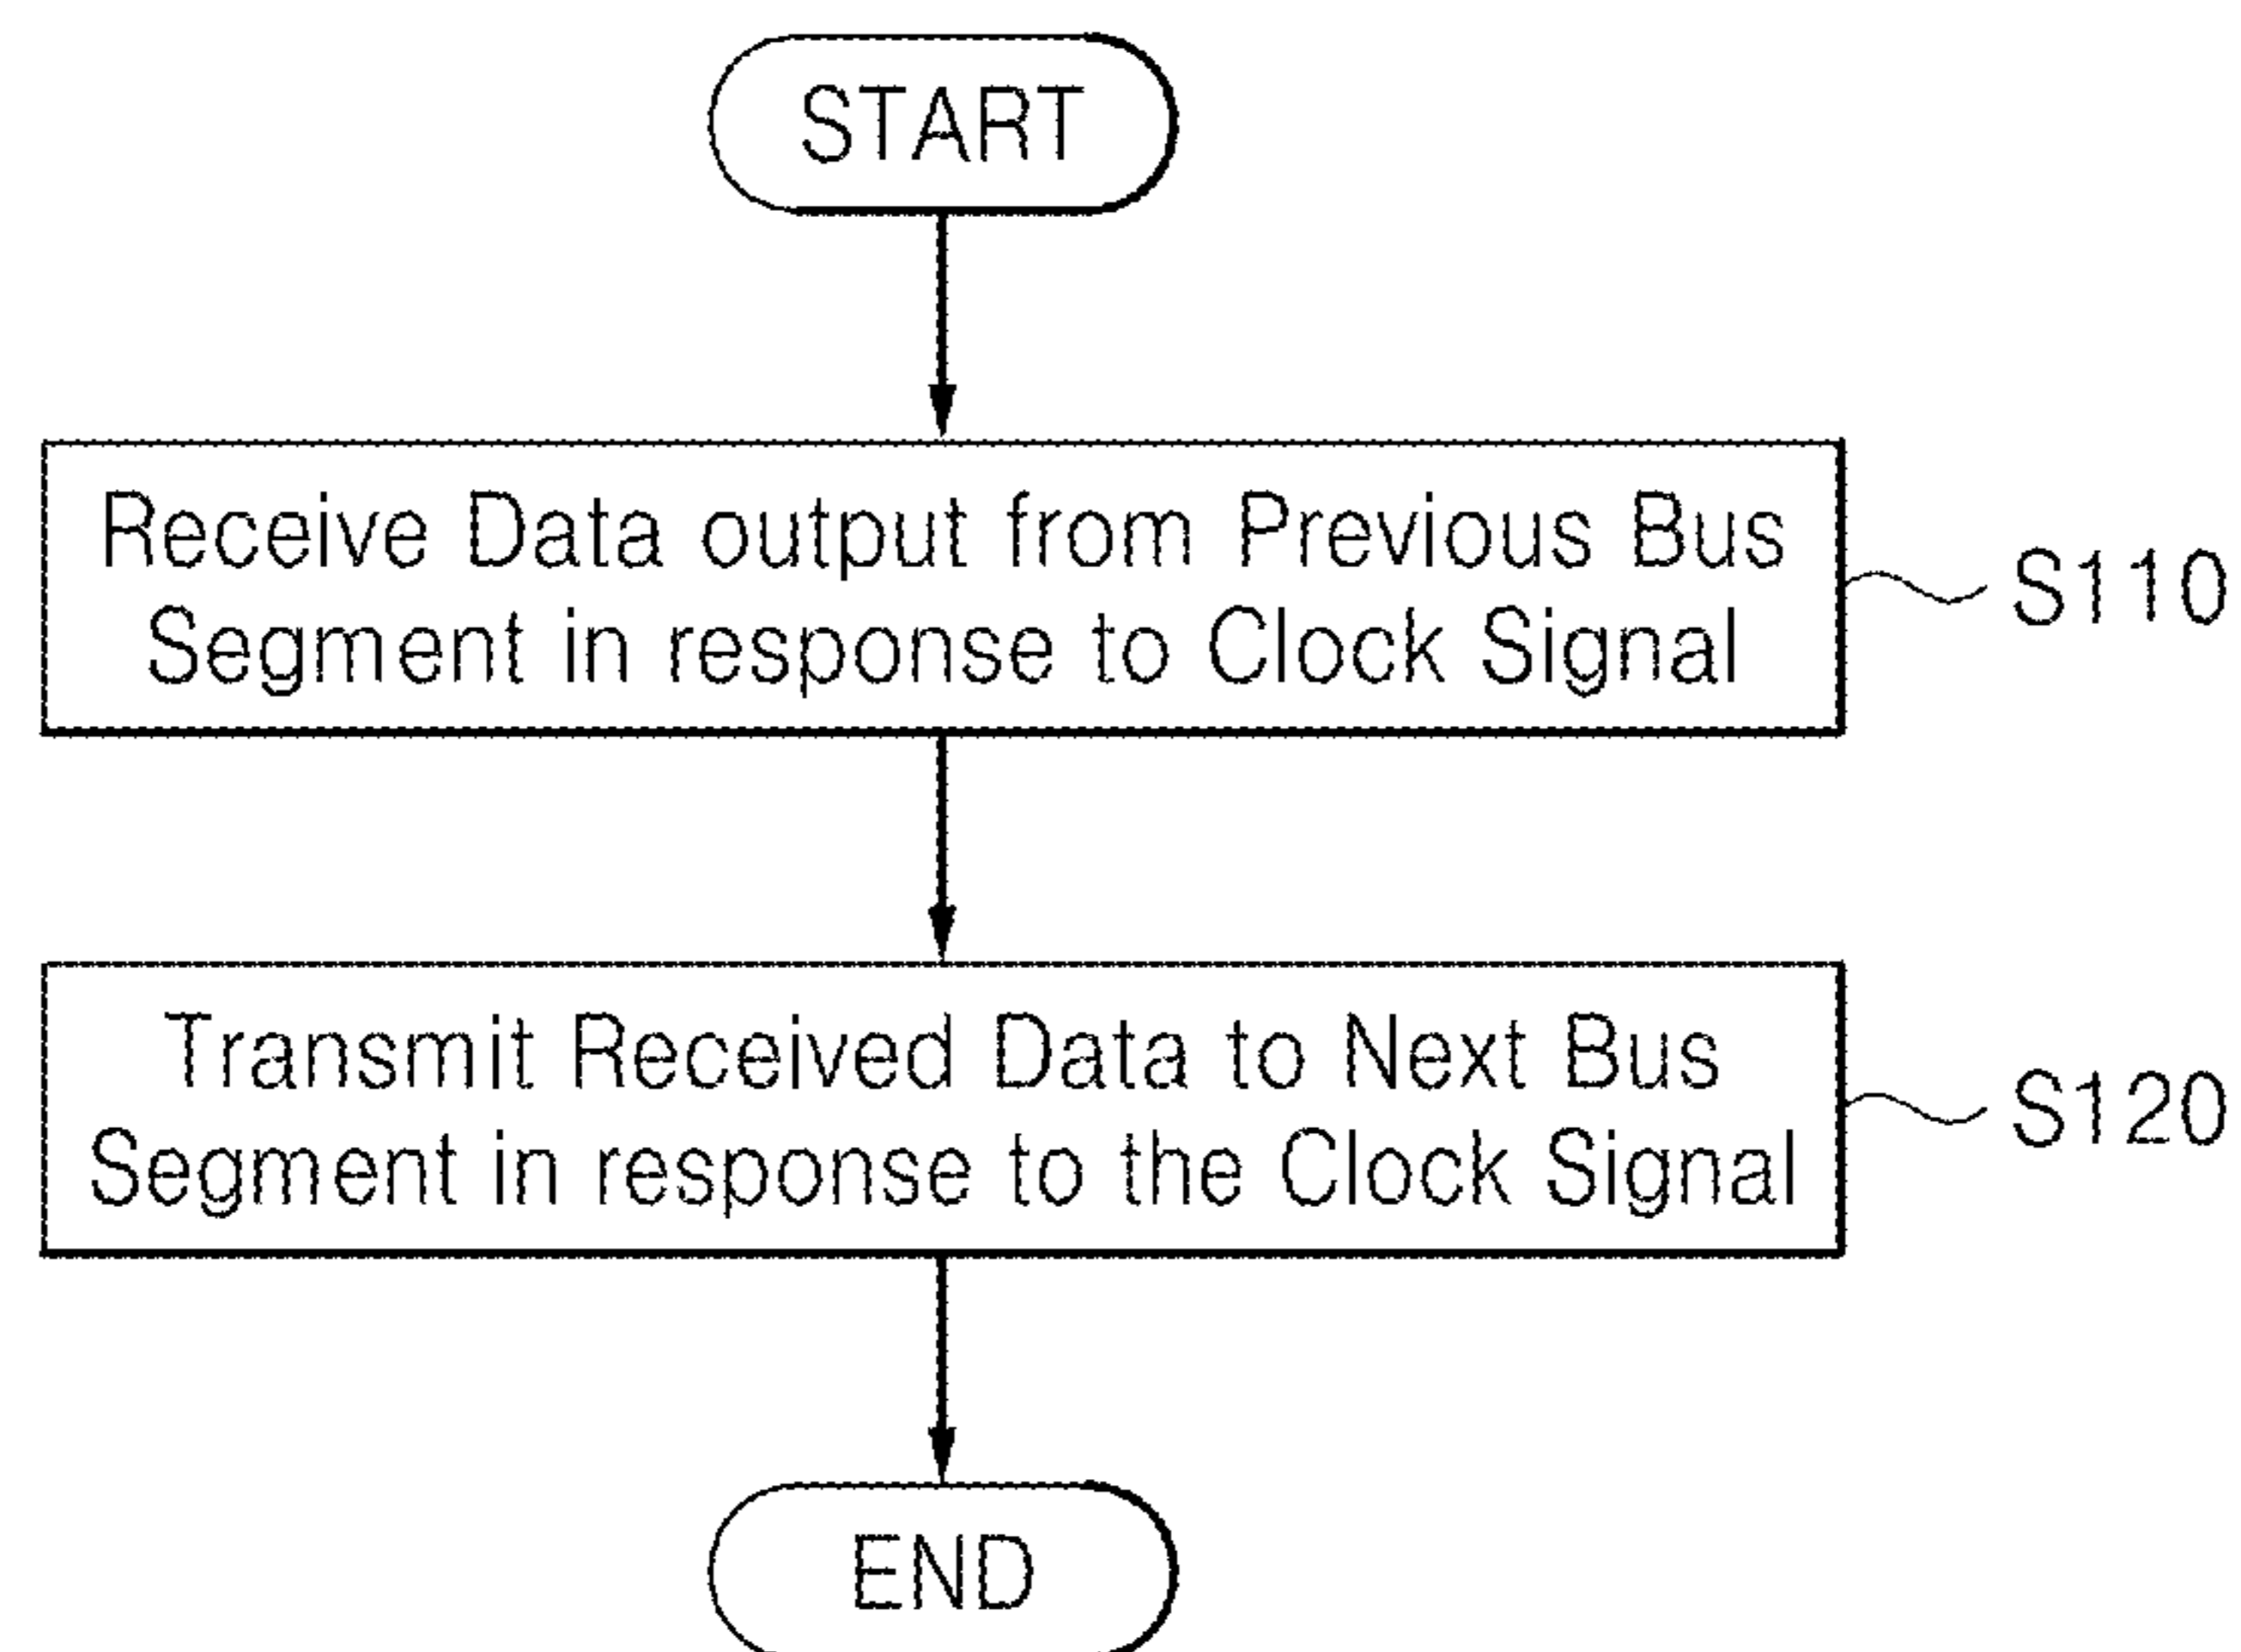 START
Receive Data output from Previous Bus
Segment in response to Clock Signal
S110
Transmit Received Data to Next Bus
Segment in response to the Clock Signal
S120
END